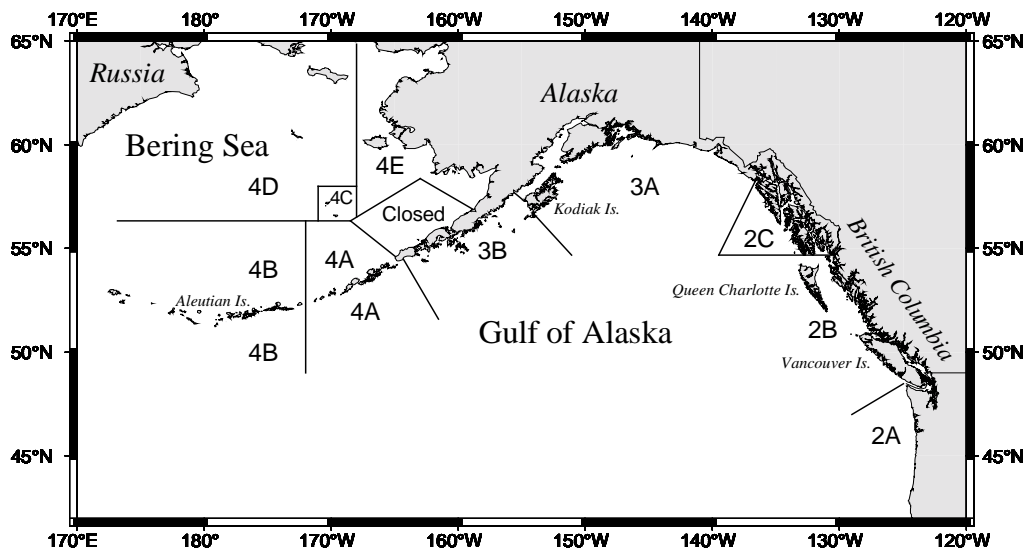 170°E 180° 170°W 160°W 150°W 140°W 130°W 120°W
65°N 65°N
Russia
Alaska
60°N 60°N
Bering Sea
4E
4D
4C
3A
Closed
Kodiak Is.
55°N 55°N
2C
3B
British Columbia
4A
4B
Aleutian Is.
Queen Charlotte Is.
4A
Gulf of Alaska
2B
50°N 50°N
4B
Vancouver Is.
2A
45°N 45°N
170°E 180° 170°W 160°W 150°W 140°W 130°W 120°W